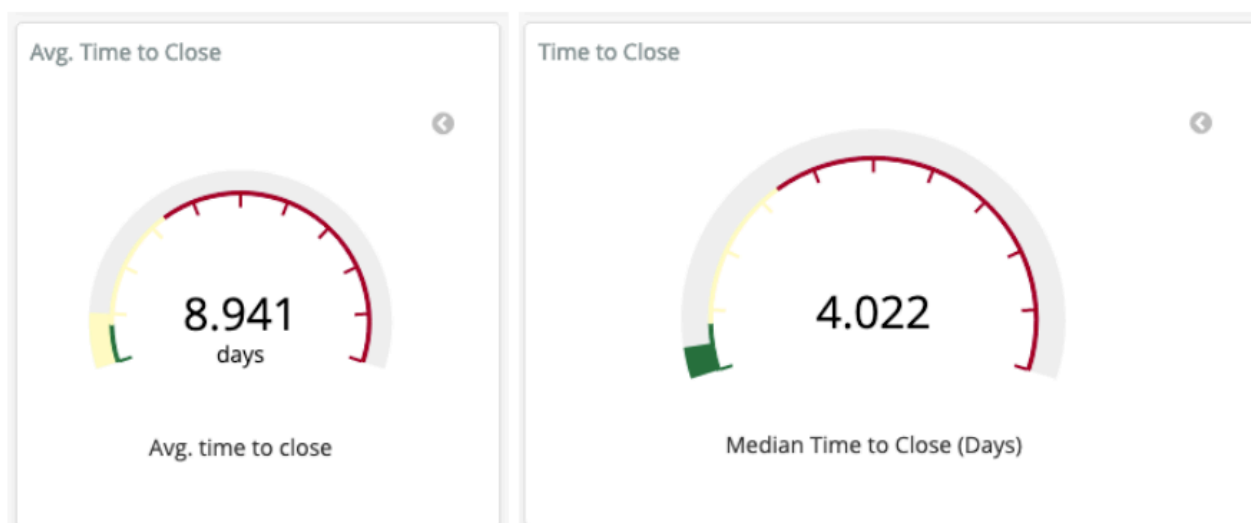 Avg. Time to Close
8.941
days
Avg. time to close
Time to Close
4.022
Median Time to Close (Days)